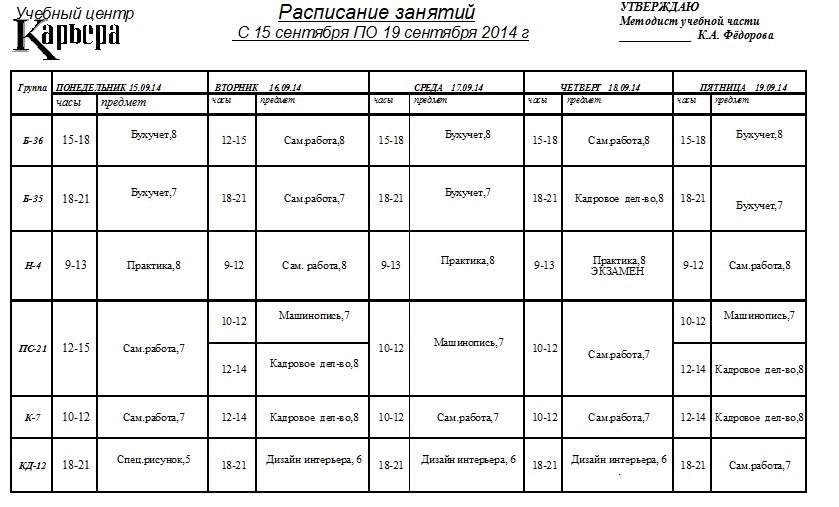 Учебный центр
Карьера
Расписание занятий
С 15 сентября ПО 19 сентября 2014 г
УТВЕРЖДАЮ
Методист учебной части
____________ К.А. Фёдорова
Группа ПОНЕДЕЛЬНИК 15.09.14 ВТОРНИК 16.09.14 СРЕДА 17.09.14 ЧЕТВЕРГ 18.09.14 ПЯТНИЦА 19.09.14
часы предмет часы предмет часы предмет часы предмет часы предмет
Б-36 15-18 Бухучет,8 12-15 Сам.работа,8 15-18 Бухучет,8 15-18 Сам.работа,8 15-18 Бухучет,8
Б-35 18-21 Бухучет,7 18-21 Сам.работа,7 18-21 Бухучет,7 18-21 Кадровое дел-во,8 18-21 Бухучет,7
Н-4 9-13 Практика,8 9-12 Сам. работа,8 9-13 Практика,8 9-13 Практика,8 9-12 Сам.работа,8
ЭКЗАМЕН
10-12 Машинопись,7 10-12 Машинопись,7
ПС-21 12-15 Сам.работа,7 10-12 Машинопись,7 10-12 Сам.работа,7
12-14 Кадровое дел-во,8 12-14 Кадровое дел-во,8
К-7 10-12 Сам.работа,7 12-14 Кадровое дел-во,8 10-12 Сам.работа,7 10-12 Сам.работа,7 12-14 Кадровое дел-во,8
КД-12 18-21 Спец.рисунок,5 18-21 Дизайн интерьера, 6 18-21 Дизайн интерьера, 6 18-21 Дизайн интерьера, 6 18-21 Сам.работа,7
.